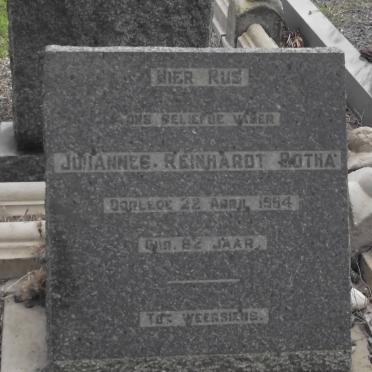 HIER RUS
ONS GELIEFDE VADER
JOHANNES. REINHARDT BOTHA
OORLEDE 22 APRIL 1954
OUD. 82 JAAR.
TOT WEERSIENS.